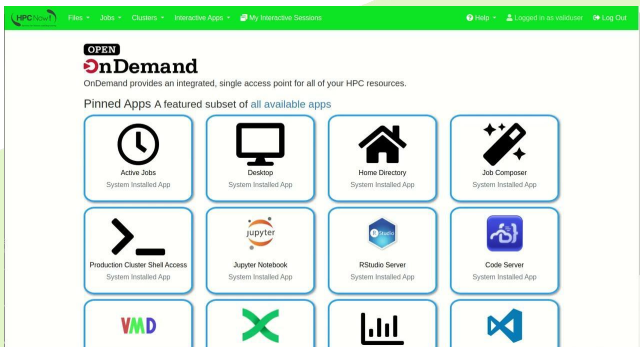 HPCNow!
Files Jobs Clusters Interactive Apps My Interactive Sessions Help Logged in as validuser Log Out
OPEN
OnDemand
OnDemand provides an integrated, single access point for all of your HPC resources.
Pinned Apps A featured subset of all available apps
Active Jobs
System Installed App
Desktop
System Installed App
Home Directory
System Installed App
Job Composer
System Installed App
Production Cluster Shell Access
System Installed App
jupyter
Jupyter Notebook
System Installed App
R Studio
RStudio Server
System Installed App
Code Server
System Installed App
VMD